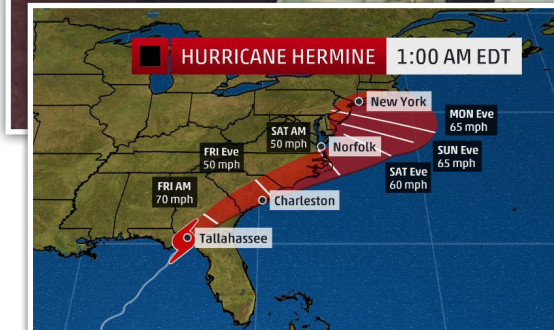 HURRICANE HERMINE 1:00 AM EDT
New York
MON Eve
65 mph
SAT AM
50 mph
Norfolk
SUN Eve
65 mph
FRI Eve
50 mph
SAT Eve
60 mph
FRI AM
70 mph
Charleston
Tallahassee